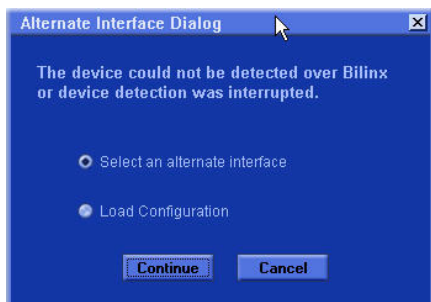 Alternate Interface Dialog
The device could not be detected over Bilinx
or device detection was interrupted.
Select an alternate interface
Load Configuration
Continue Cancel